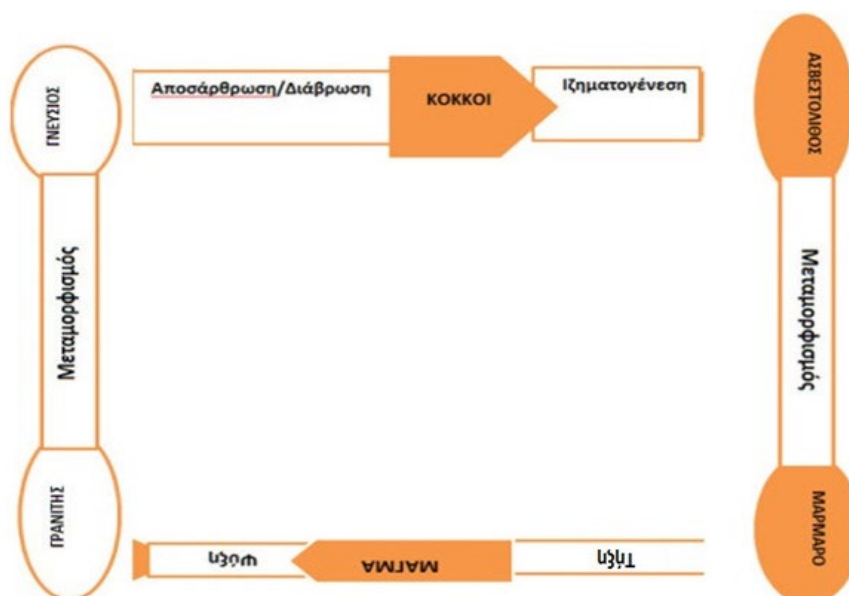 ΓΝΕΥΣΙΟΣ
Αποσάρθρωση/Διάβρωση
ΚΟΚΚΟΙ
Ιζηματογένεση
ΑΣΒΕΣΤΟΛΙΘΟΣ
Μεταμορφισμός
Μεταμορφισμός
ΓΡΑΝΙΤΗΣ
Ψύξη
ΜΑΓΜΑ
Τήξη
ΜΑΡΜΑΡΟ